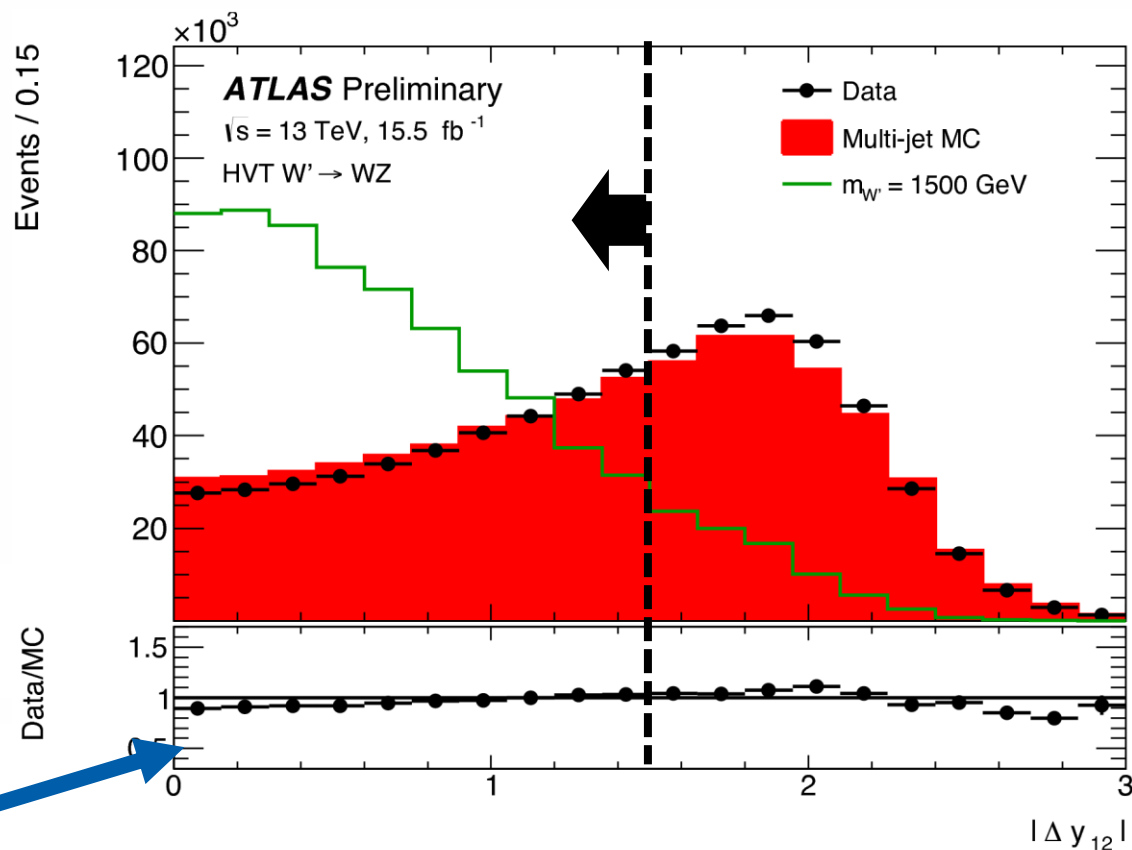 ×10³
Events / 0.15
120
100
80
60
40
20
ATLAS Preliminary
√s = 13 TeV, 15.5 fb⁻¹
HVT W' → WZ
Data
Multi-jet MC
m_W' = 1500 GeV
Data/MC
1.5
1
0 1 2 3
| Δ y₁₂ |